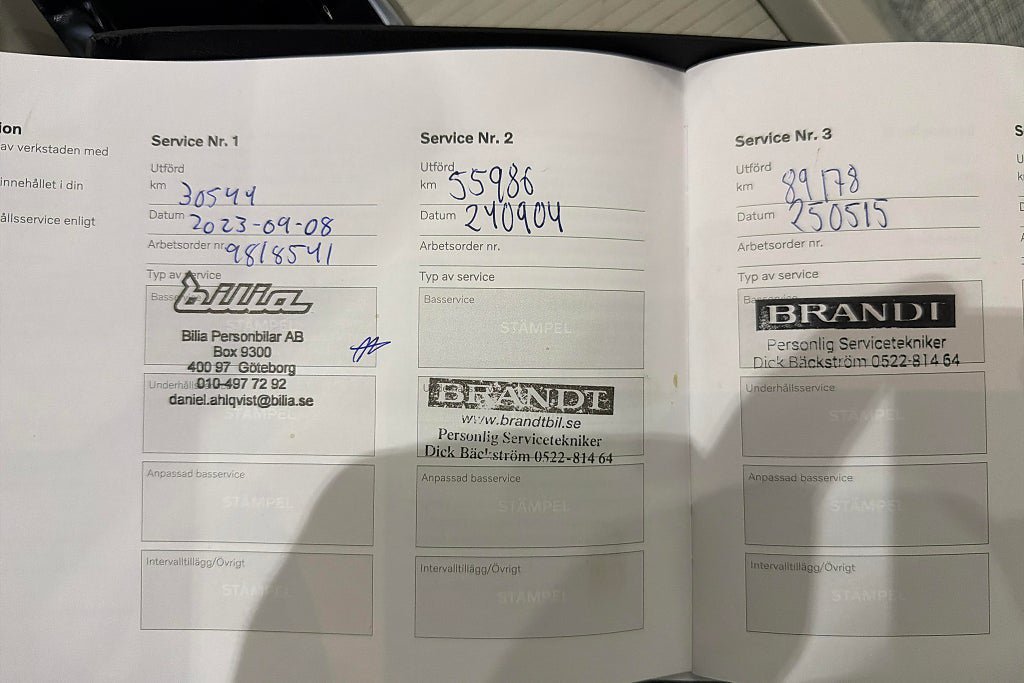 ion
av verkstaden med
innehållet i din
ållsservice enligt
Service Nr. 1
Utförd
km 30544
Datum 2023-09-08
Arbetsorder nr. 9818541
Typ av service
Basservice
bilia
STÄMPEL
Bilia Personbilar AB
Box 9300
400 97 Göteborg
010-497 72 92
daniel.ahlqvist@bilia.se
STÄMPEL
Anpassad basservice
STÄMPEL
Intervalltillägg/Övrigt
STÄMPEL
Service Nr. 2
Utförd
km 55986
Datum 240904
Arbetsorder nr.
Typ av service
Basservice
STÄMPEL
BRANDT
www.brandtbil.se
Personlig Servicetekniker
Dick Bäckström 0522-814 64
Anpassad basservice
STÄMPEL
Intervalltillägg/Övrigt
STÄMPEL
Service Nr. 3
Utförd
km 89178
Datum 250515
Arbetsorder nr.
Typ av service
BRANDT
Personlig Servicetekniker
Dick Bäckström 0522-814 64
Underhållsservice
STÄMPEL
Anpassad basservice
STÄMPEL
Intervalltillägg/Övrigt
STÄMPEL